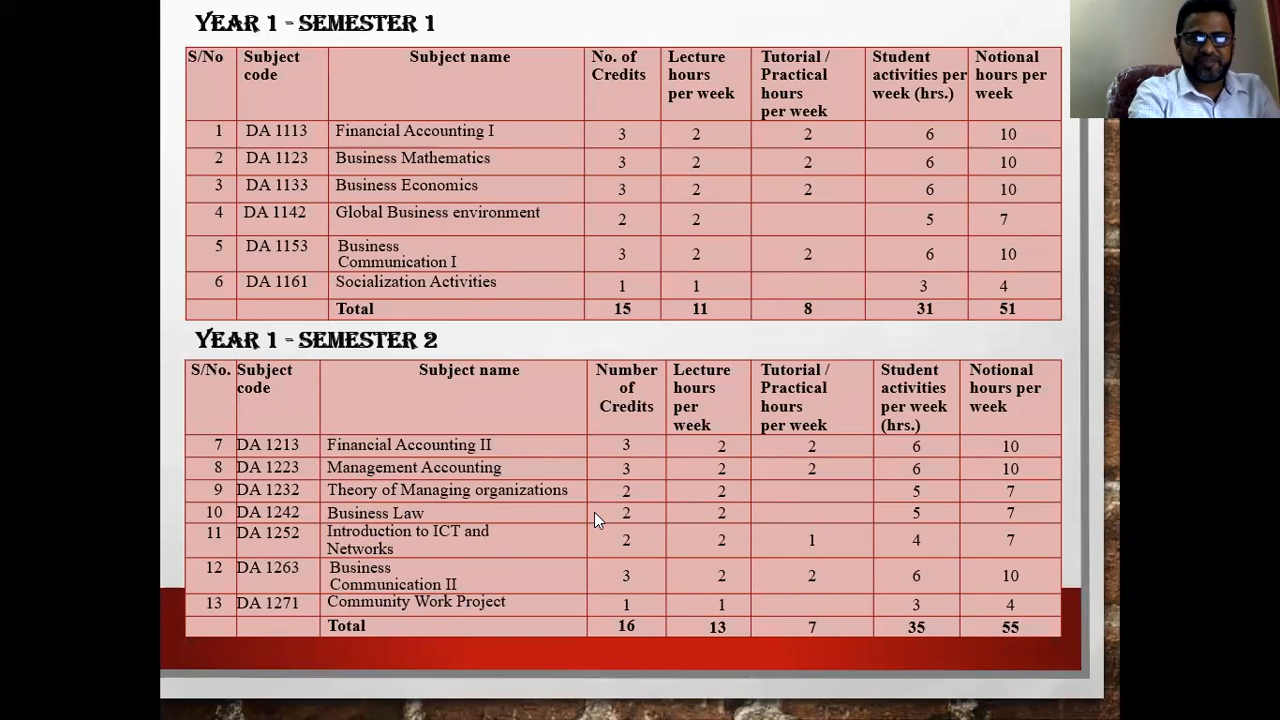 YEAR 1 - SEMESTER 1
S/No Subject code Subject name No. of Credits Lecture hours per week Tutorial / Practical hours per week Student activities per week (hrs.) Notional hours per week
1 DA 1113 Financial Accounting I 3 2 2 6 10
2 DA 1123 Business Mathematics 3 2 2 6 10
3 DA 1133 Business Economics 3 2 2 6 10
4 DA 1142 Global Business environment 2 2 5 7
5 DA 1153 Business Communication I 3 2 2 6 10
6 DA 1161 Socialization Activities 1 1 3 4
Total 15 11 8 31 51
YEAR 1 - SEMESTER 2
S/No. Subject code Subject name Number of Credits Lecture hours per week Tutorial / Practical hours per week Student activities per week (hrs.) Notional hours per week
7 DA 1213 Financial Accounting II 3 2 2 6 10
8 DA 1223 Management Accounting 3 2 2 6 10
9 DA 1232 Theory of Managing organizations 2 2 5 7
10 DA 1242 Business Law 2 2 5 7
11 DA 1252 Introduction to ICT and Networks 2 2 1 4 7
12 DA 1263 Business Communication II 3 2 2 6 10
13 DA 1271 Community Work Project 1 1 3 4
Total 16 13 7 35 55